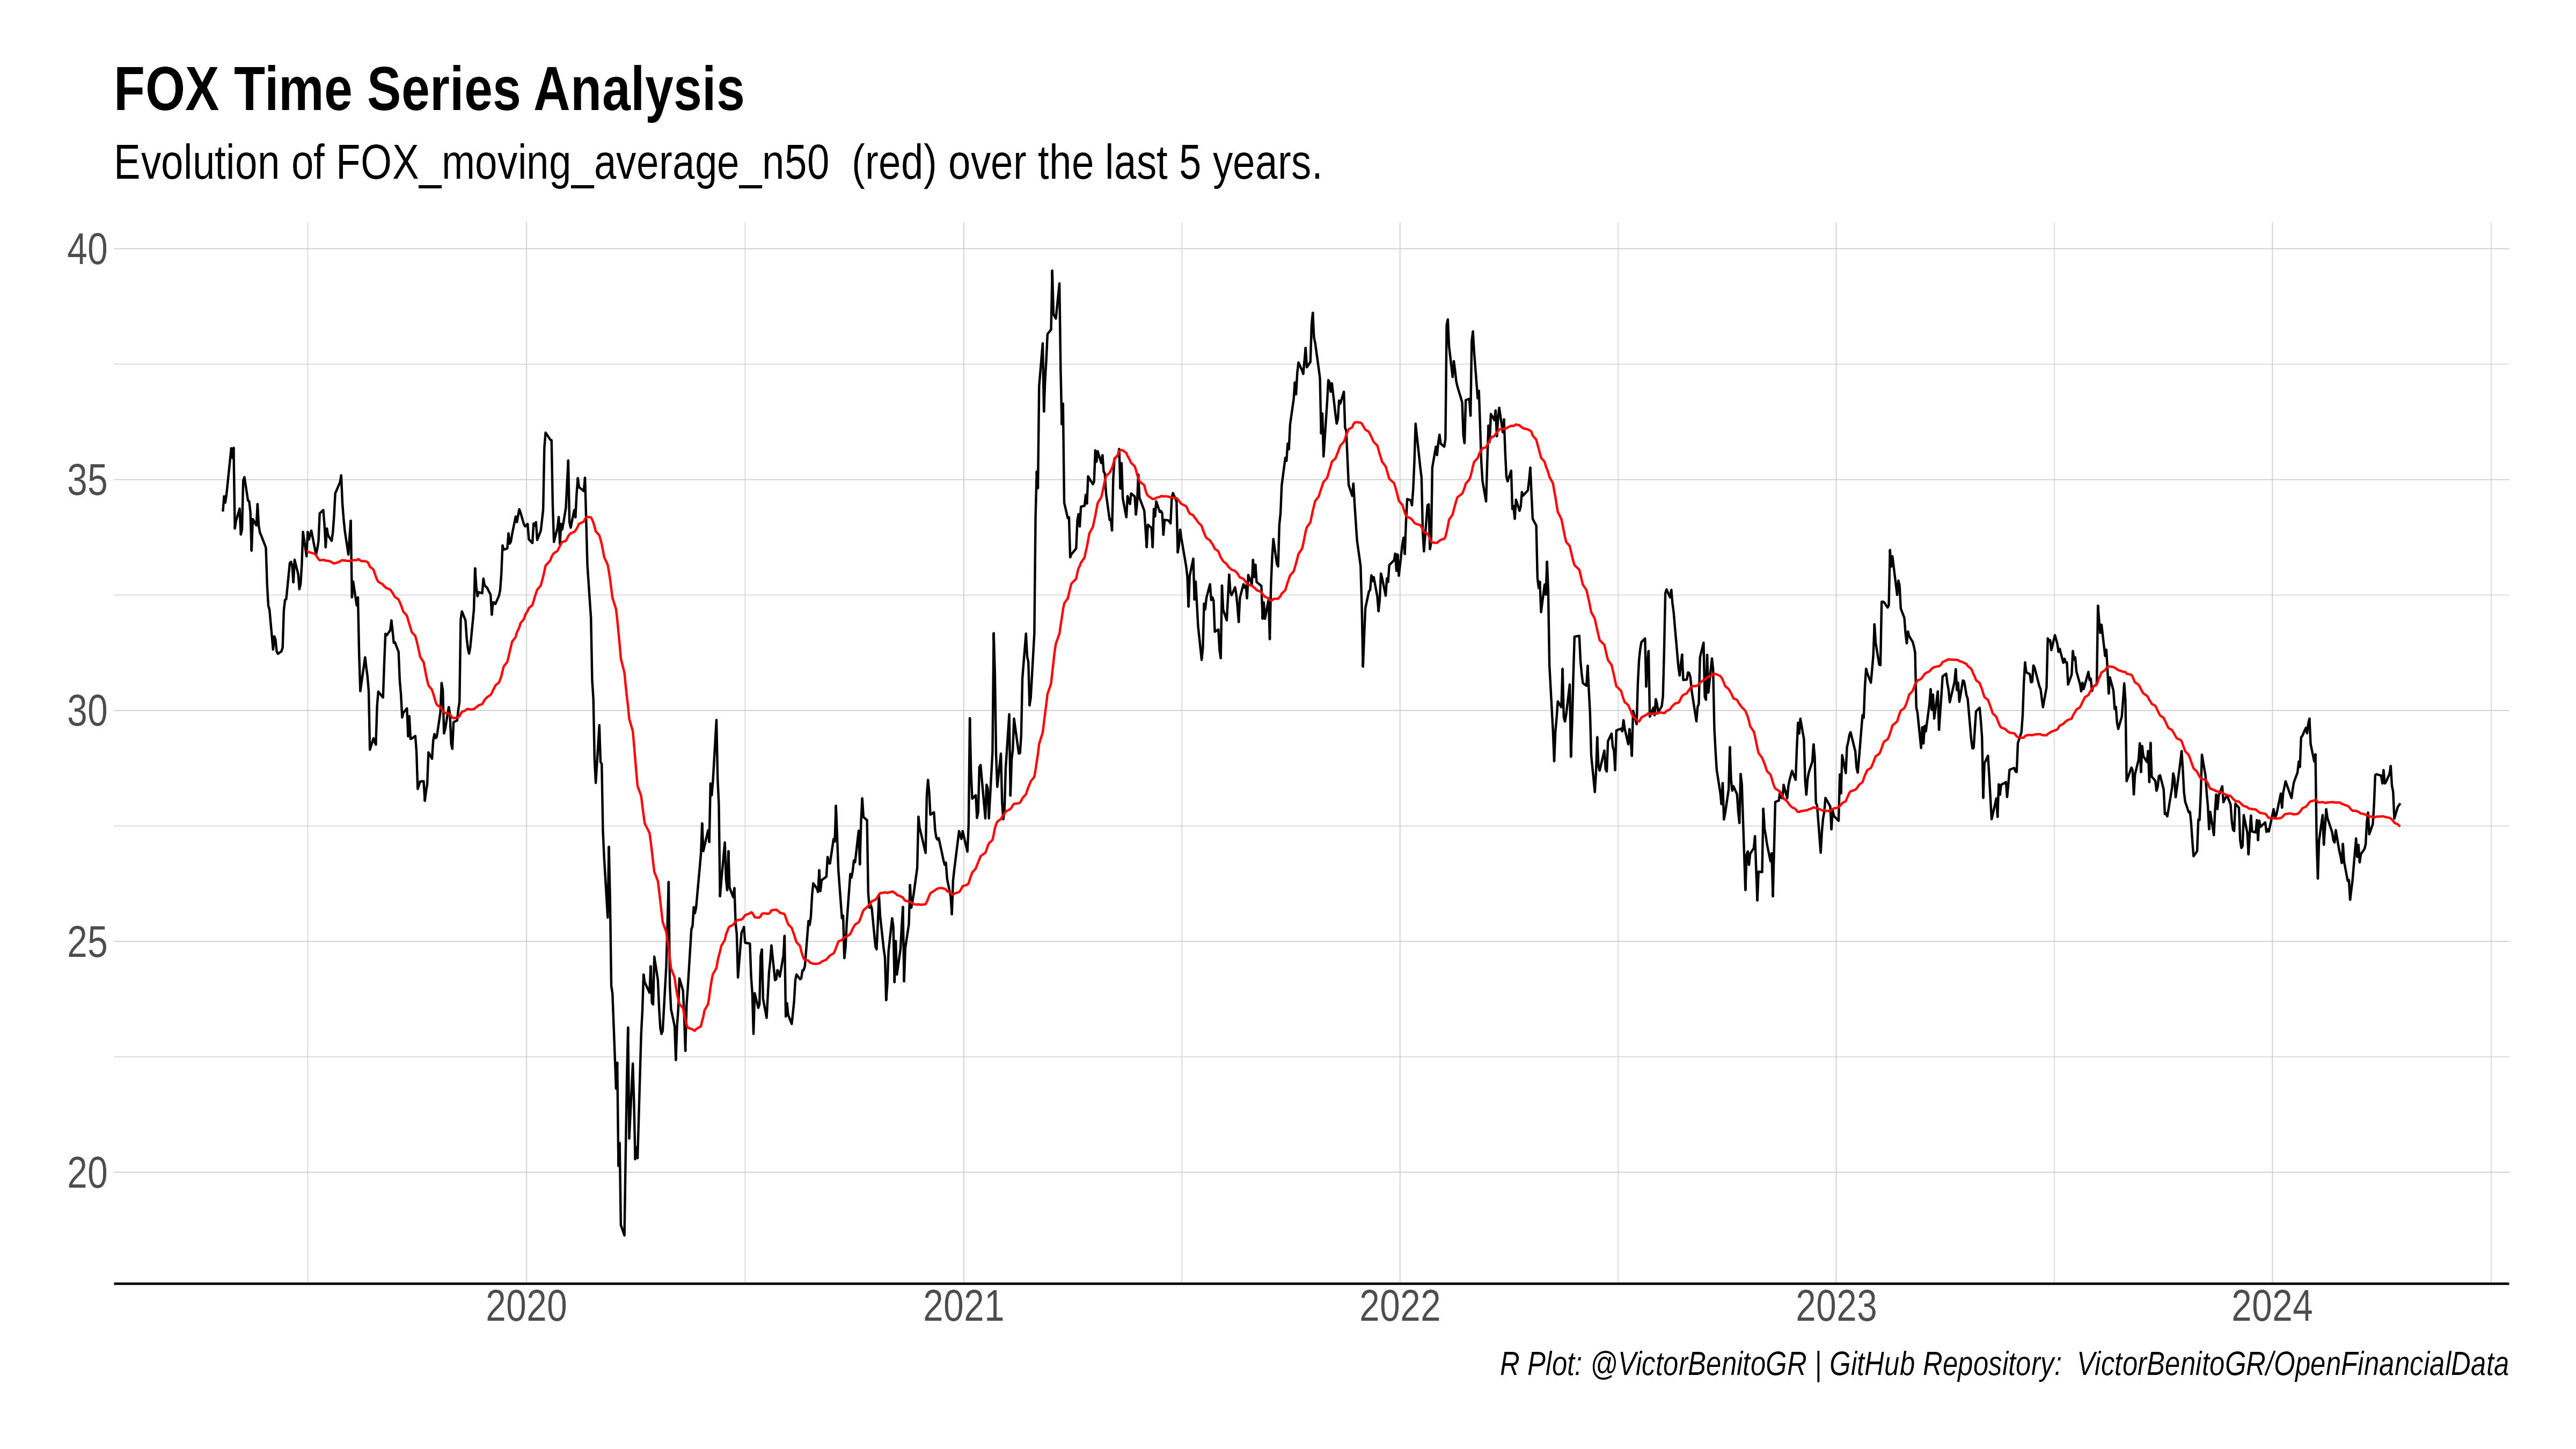 FOX Time Series Analysis
Evolution of FOX_moving_average_n50  (red) over the last 5 years.
40
35
30
25
20
2020 2021 2022 2023 2024
R Plot: @VictorBenitoGR | GitHub Repository:  VictorBenitoGR/OpenFinancialData